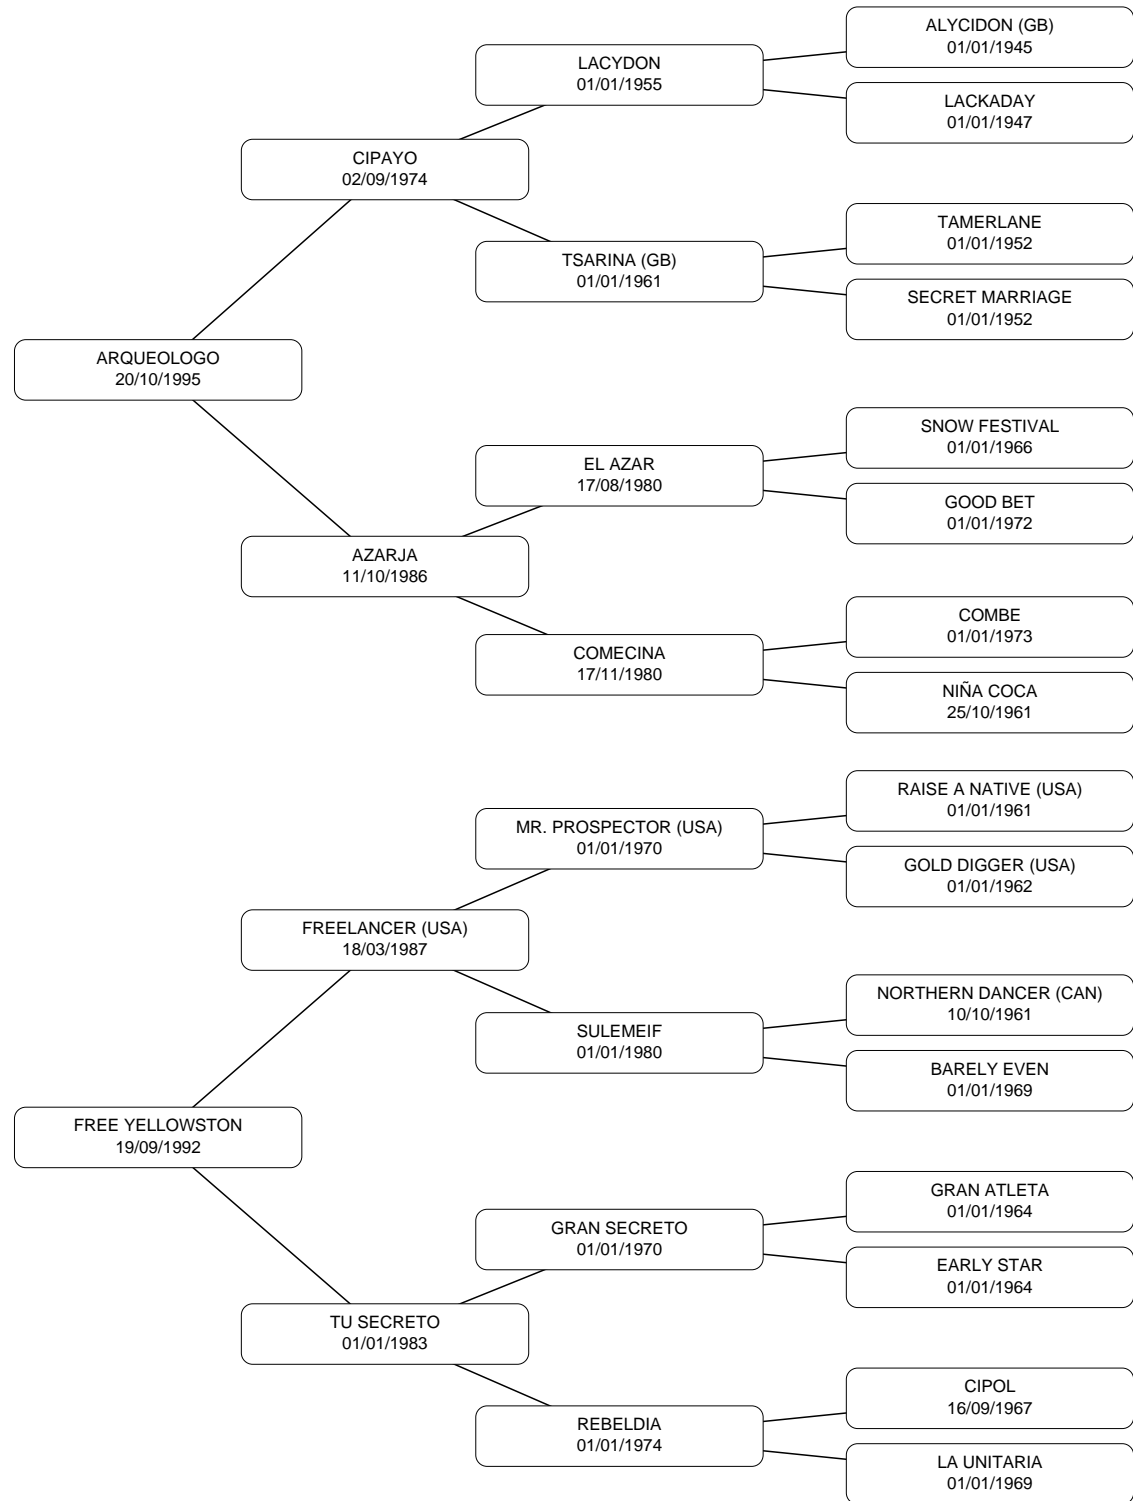 ALYCIDON (GB)
01/01/1945
LACYDON
01/01/1955
LACKADAY
01/01/1947
CIPAYO
02/09/1974
TAMERLANE
01/01/1952
TSARINA (GB)
01/01/1961
SECRET MARRIAGE
01/01/1952
ARQUEOLOGO
20/10/1995
SNOW FESTIVAL
01/01/1966
EL AZAR
17/08/1980
GOOD BET
01/01/1972
AZARJA
11/10/1986
COMBE
01/01/1973
COMECINA
17/11/1980
NIÑA COCA
25/10/1961
RAISE A NATIVE (USA)
01/01/1961
MR. PROSPECTOR (USA)
01/01/1970
GOLD DIGGER (USA)
01/01/1962
FREELANCER (USA)
18/03/1987
NORTHERN DANCER (CAN)
10/10/1961
SULEMEIF
01/01/1980
BARELY EVEN
01/01/1969
FREE YELLOWSTON
19/09/1992
GRAN ATLETA
01/01/1964
GRAN SECRETO
01/01/1970
EARLY STAR
01/01/1964
TU SECRETO
01/01/1983
CIPOL
16/09/1967
REBELDIA
01/01/1974
LA UNITARIA
01/01/1969